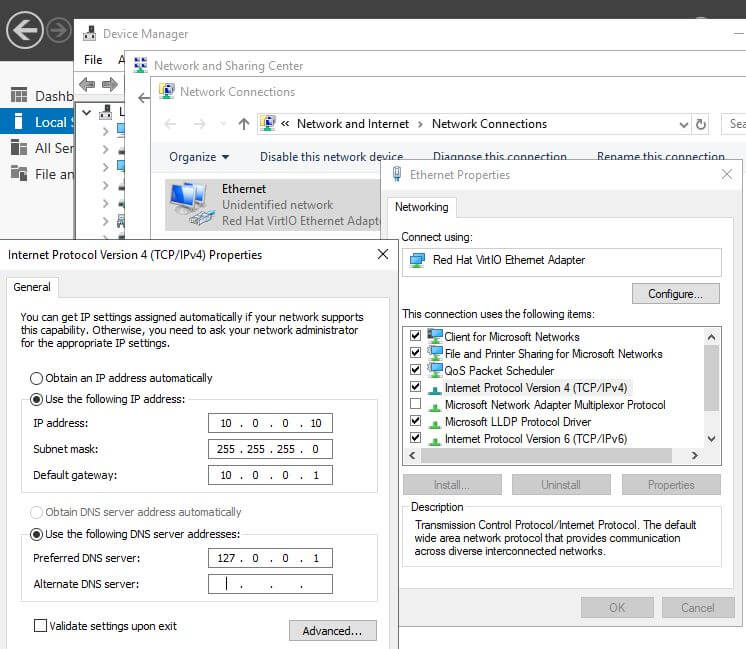 Device Manager
File
Network and Sharing Center
Network Connections
Network and Internet
Network Connections
Organize
Disable this network device
Diagnose this connection
Rename this connection
Local
All
File
Ethernet
Unidentified network
Red Hat VirtIO Ethernet
Ethernet Properties
Networking
Connect using:
Red Hat VirtIO Ethernet Adapter
Configure...
This connection uses the following items:
Client for Microsoft Networks
File and Printer Sharing for Microsoft Networks
QoS Packet Scheduler
Internet Protocol Version 4 (TCP/IPv4)
Microsoft Network Adapter Multiplexor Protocol
Microsoft LLDP Protocol Driver
Internet Protocol Version 6 (TCP/IPv6)
Install...
Uninstall
Properties
Description
Transmission Control Protocol/Internet Protocol. The default
wide area network protocol that provides communication
across diverse interconnected networks.
OK
Cancel
Internet Protocol Version 4 (TCP/IPv4) Properties
General
You can get IP settings assigned automatically if your network supports
this capability. Otherwise, you need to ask your network administrator
for the appropriate IP settings.
Obtain an IP address automatically
Use the following IP address:
IP address: 10 . 0 . 0 . 10
Subnet mask: 255 . 255 . 255 . 0
Default gateway: 10 . 0 . 0 . 1
Obtain DNS server address automatically
Use the following DNS server addresses:
Preferred DNS server: 127 . 0 . 0 . 1
Alternate DNS server: . . .
Validate settings upon exit
Advanced...